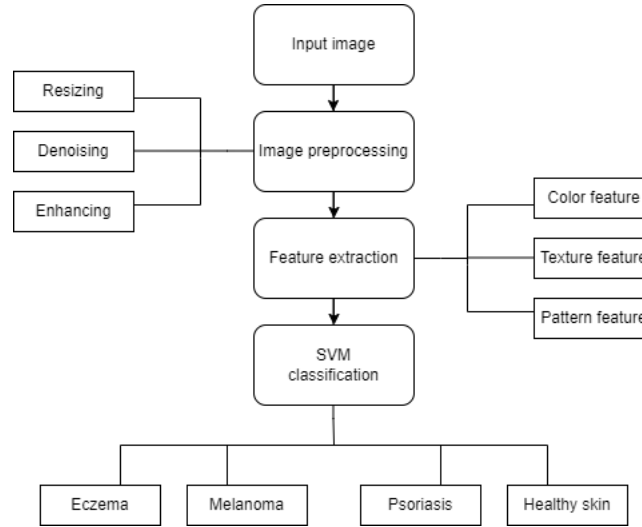 Input image
Resizing
Denoising
Enhancing
Image preprocessing
Color feature
Texture feature
Pattern feature
Feature extraction
SVM
classification
Eczema
Melanoma
Psoriasis
Healthy skin